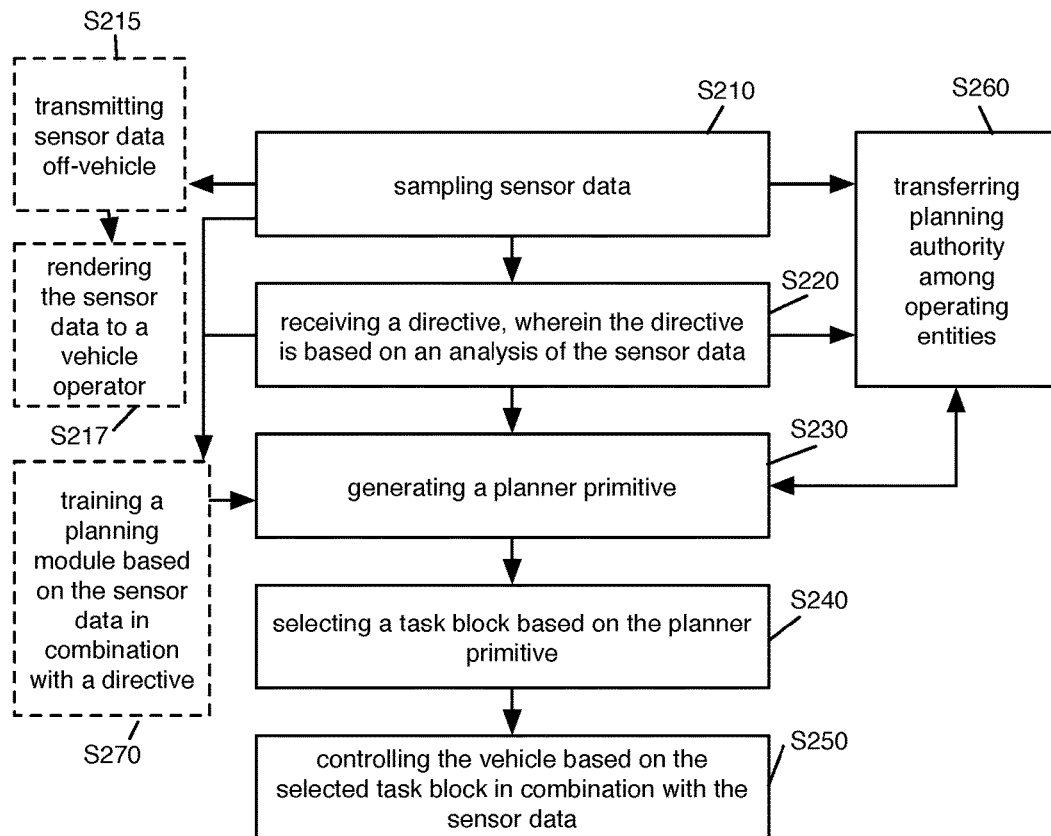 S215
transmitting
sensor data
off-vehicle
S210
sampling sensor data
S260
transferring
planning
authority
among
operating
entities
rendering
the sensor
data to a
vehicle
operator
S217
S220
receiving a directive, wherein the directive
is based on an analysis of the sensor data
S230
generating a planner primitive
training a
planning
module based
on the sensor
data in
combination
with a directive
S270
S240
selecting a task block based on the planner
primitive
S250
controlling the vehicle based on the
selected task block in combination with the
sensor data